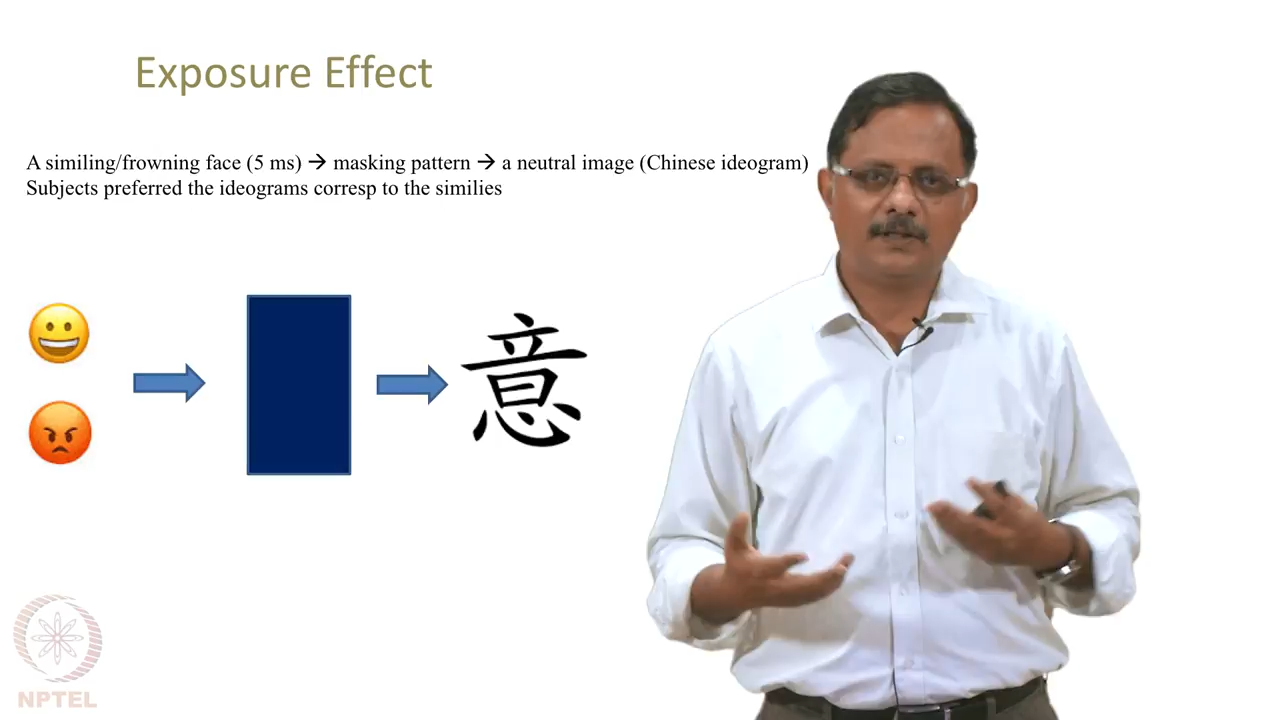 Exposure Effect
A similing/frowning face (5 ms) → masking pattern → a neutral image (Chinese ideogram)
Subjects preferred the ideograms corresp to the similies
意
NPTEL